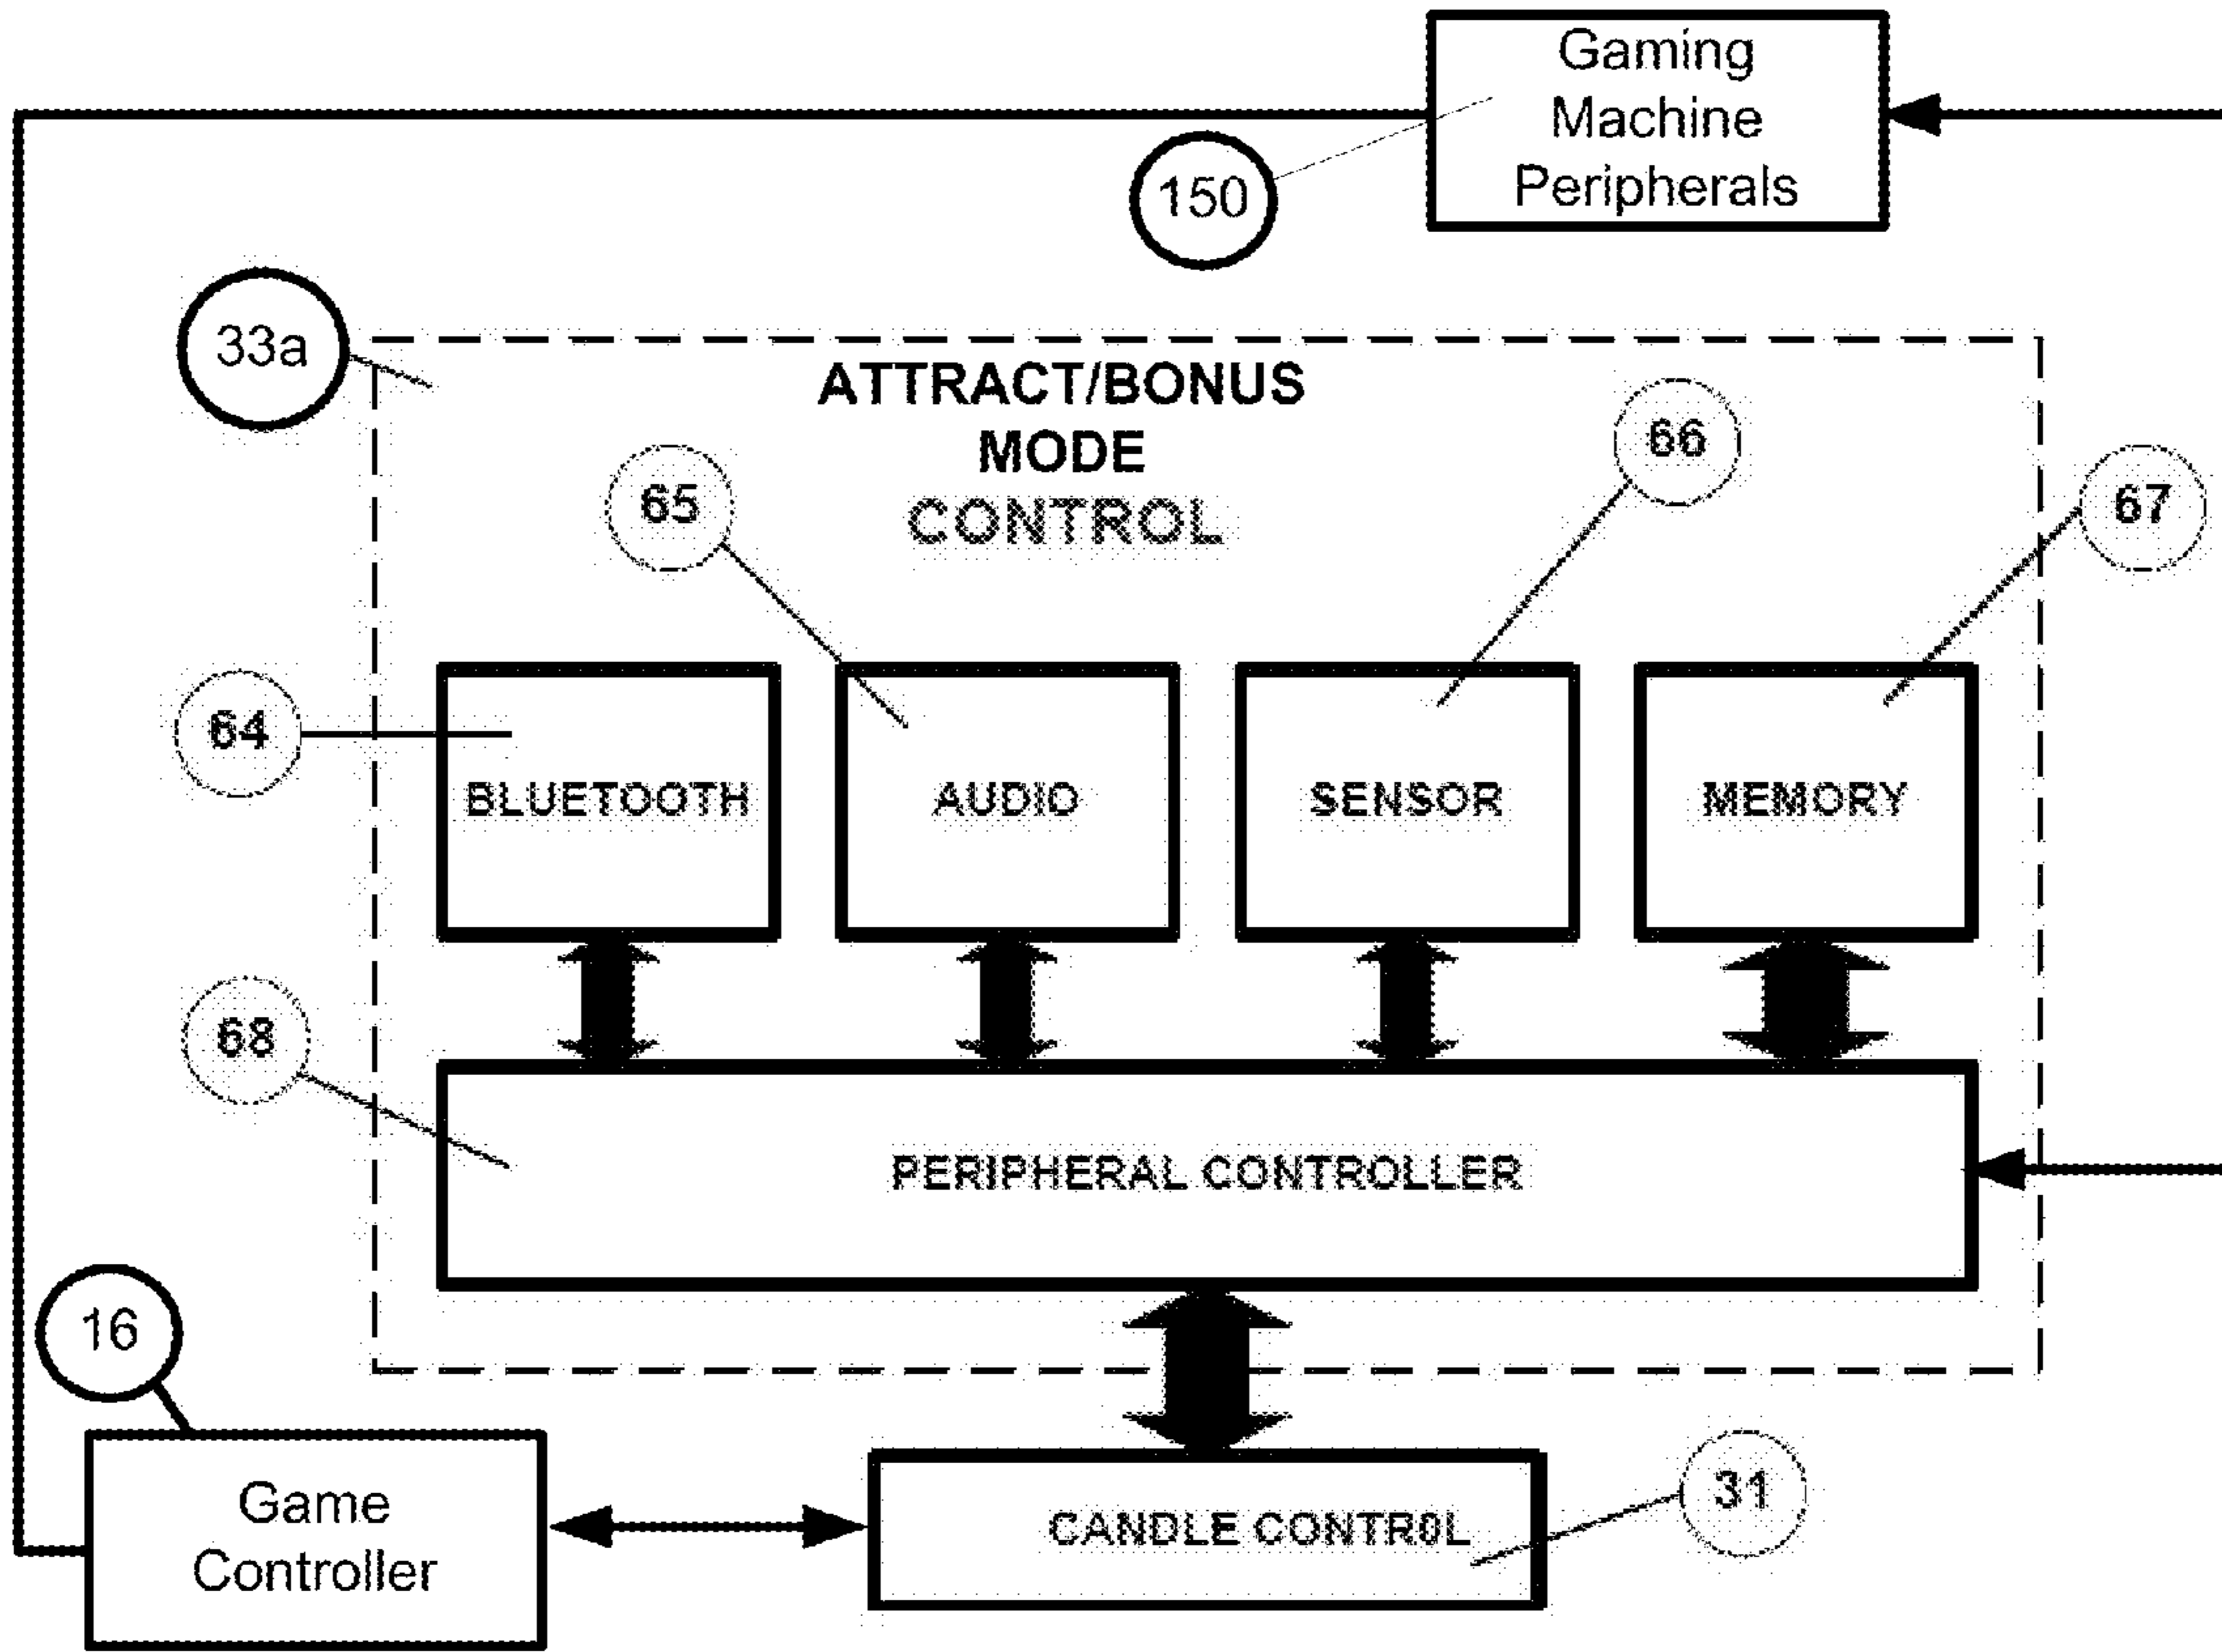 Gaming
Machine
Peripherals
150
33a
ATTRACT/BONUS
MODE
CONTROL
66
65
67
64
BLUETOOTH
AUDIO
SENSOR
MEMORY
68
PERIPHERAL CONTROLLER
16
31
Game
Controller
CANDLE CONTR0L